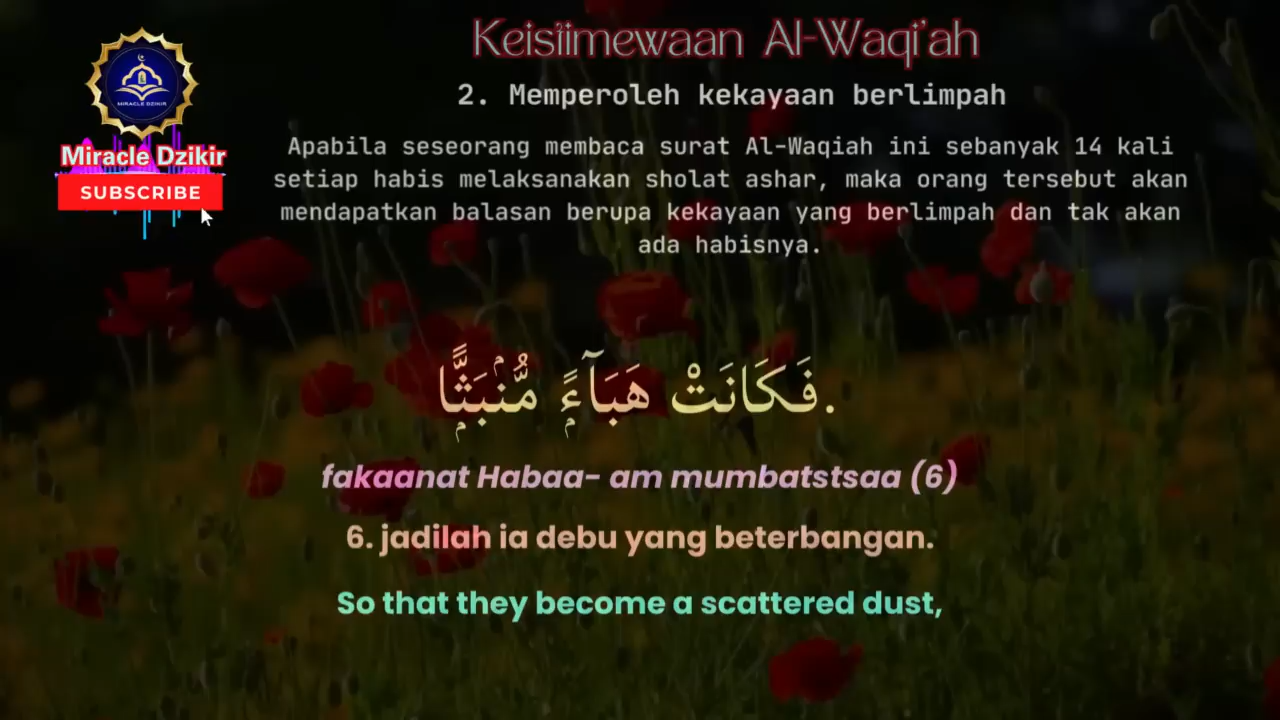 Keistimewaan Al-Waqi'ah
2. Memperoleh kekayaan berlimpah
Apabila seseorang membaca surat Al-Waqiah ini sebanyak 14 kali
setiap habis melaksanakan sholat ashar, maka orang tersebut akan
mendapatkan balasan berupa kekayaan yang berlimpah dan tak akan
ada habisnya.
MIRACLE DZIKIR
Miracle Dzikir
SUBSCRIBE
فَكَانَتْ هَبَاۤءً مُّنْۢبَثًّاۙ.
fakaanat Habaa- am mumbatstsaa (6)
6. jadilah ia debu yang beterbangan.
So that they become a scattered dust,